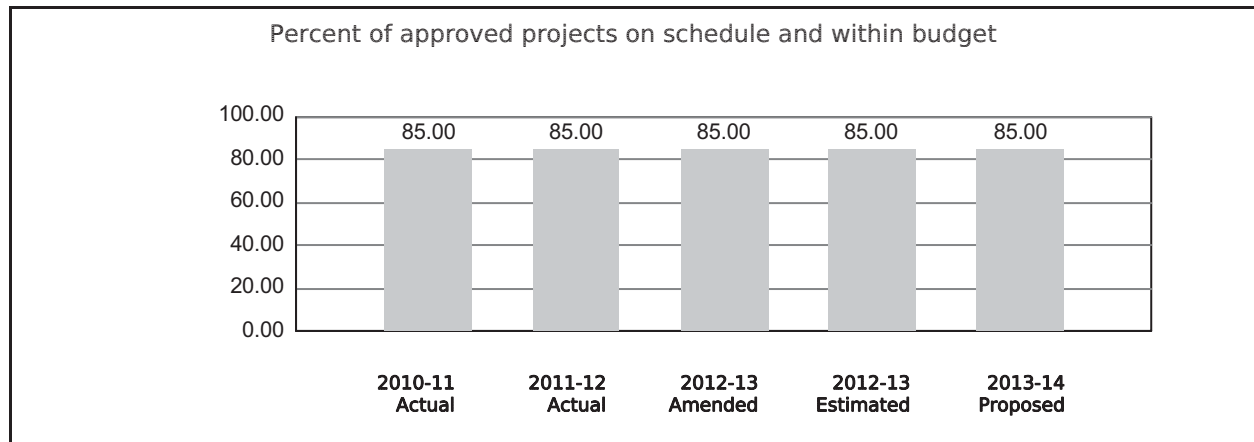 Percent of approved projects on schedule and within budget
100.00
80.00
60.00
40.00
20.00
0.00
85.00 85.00 85.00 85.00 85.00
2010-11 2011-12 2012-13 2012-13 2013-14
Actual Actual Amended Estimated Proposed